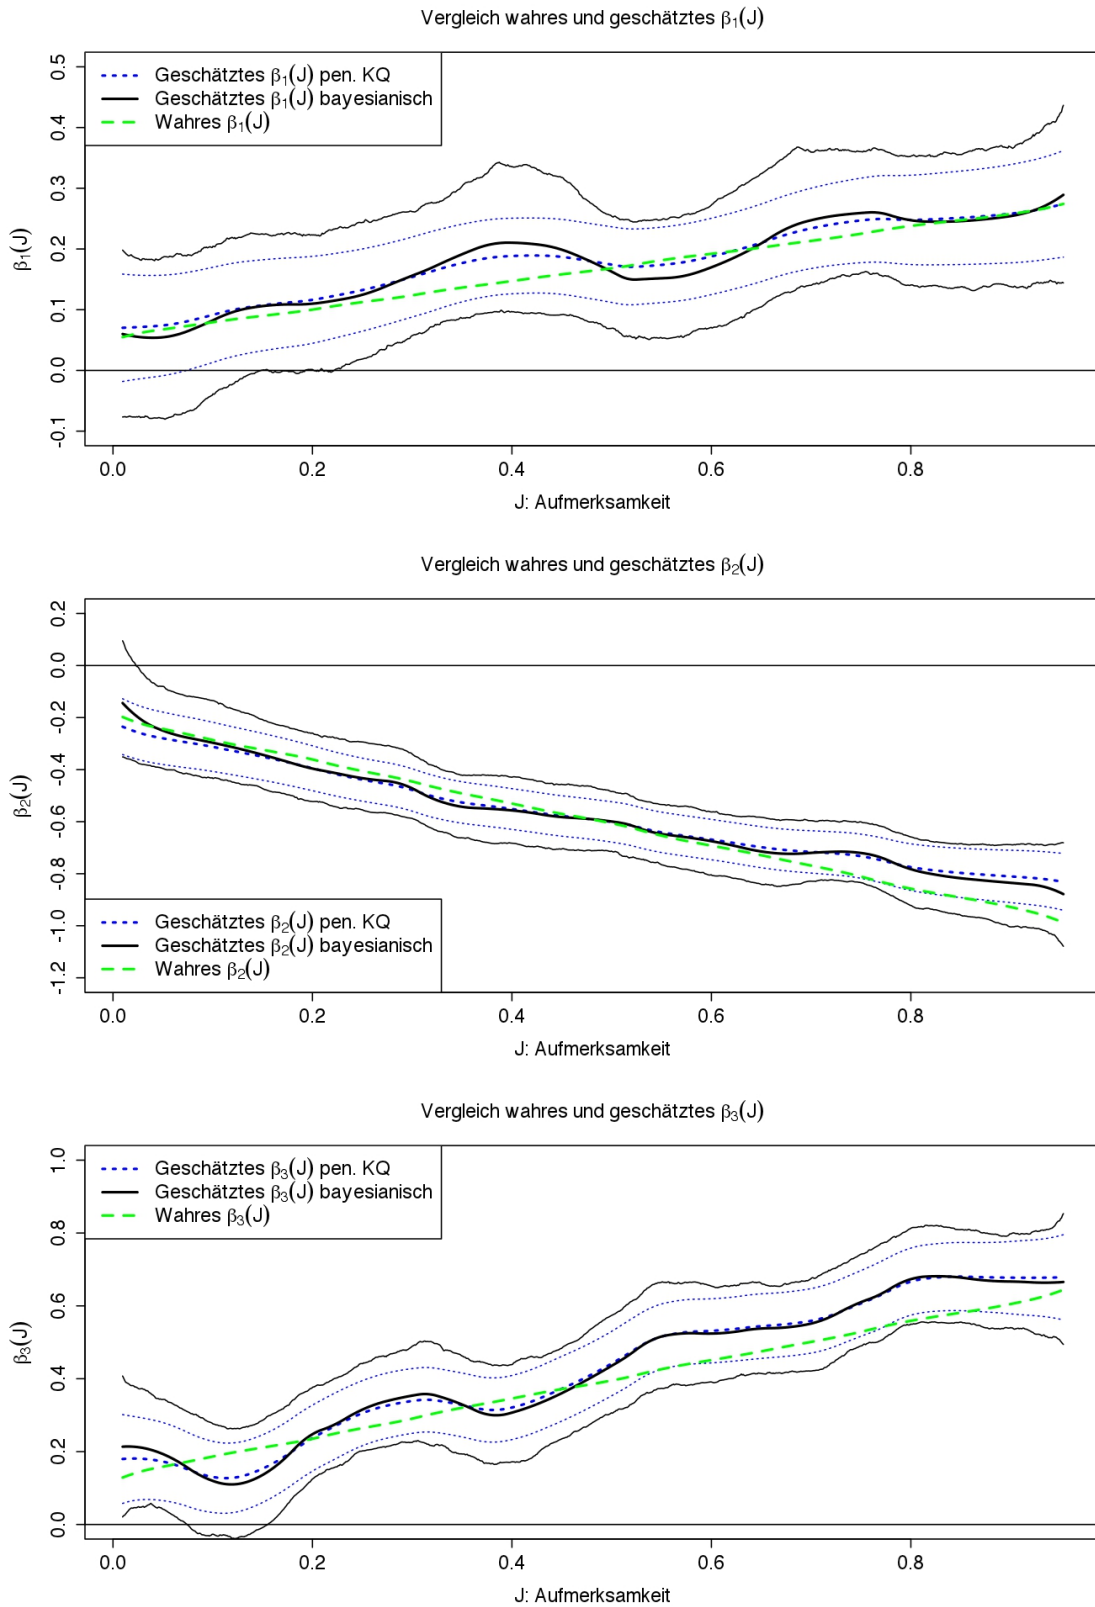 Vergleich wahres und geschätztes β₁(J)
Geschätztes β₁(J) pen. KQ
Geschätztes β₁(J) bayesianisch
Wahres β₁(J)
β₁(J)
0.5
0.4
0.3
0.2
0.1
0.0
-0.1
0.0 0.2 0.4 0.6 0.8
J: Aufmerksamkeit
Vergleich wahres und geschätztes β₂(J)
β₂(J)
0.2
0.0
-0.2
-0.4
-0.6
-0.8
-1.0
-1.2
Geschätztes β₂(J) pen. KQ
Geschätztes β₂(J) bayesianisch
Wahres β₂(J)
0.0 0.2 0.4 0.6 0.8
J: Aufmerksamkeit
Vergleich wahres und geschätztes β₃(J)
Geschätztes β₃(J) pen. KQ
Geschätztes β₃(J) bayesianisch
Wahres β₃(J)
β₃(J)
1.0
0.8
0.6
0.4
0.2
0.0
0.0 0.2 0.4 0.6 0.8
J: Aufmerksamkeit